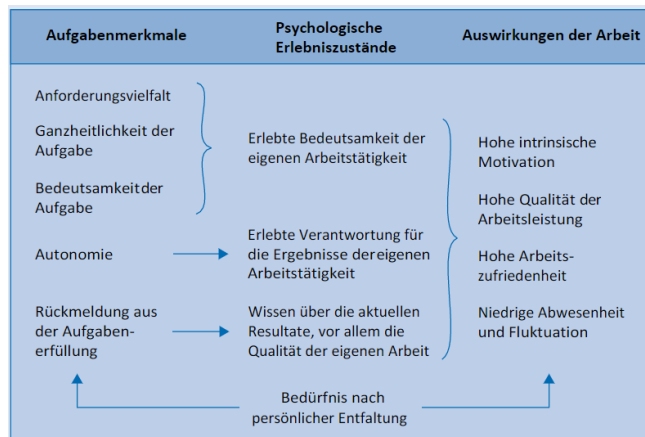 Aufgabenmerkmale
Psychologische
Erlebniszustände
Auswirkungen der Arbeit
Anforderungsvielfalt
Ganzheitlichkeit der
Aufgabe
Bedeutsamkeit der
Aufgabe
Erlebte Bedeutsamkeit der
eigenen Arbeitstätigkeit
Autonomie
Erlebte Verantwortung für
die Ergebnisse dereigenen
Arbeitstätigkeit
Rückmeldung aus
der Aufgaben-
erfüllung
Wissen über die aktuellen
Resultate, vor allem die
Qualität der eigenen Arbeit
Hohe intrinsische
Motivation
Hohe Qualität der
Arbeitsleistung
Hohe Arbeits-
zufriedenheit
Niedrige Abwesenheit
und Fluktuation
Bedürfnis nach
persönlicher Entfaltung